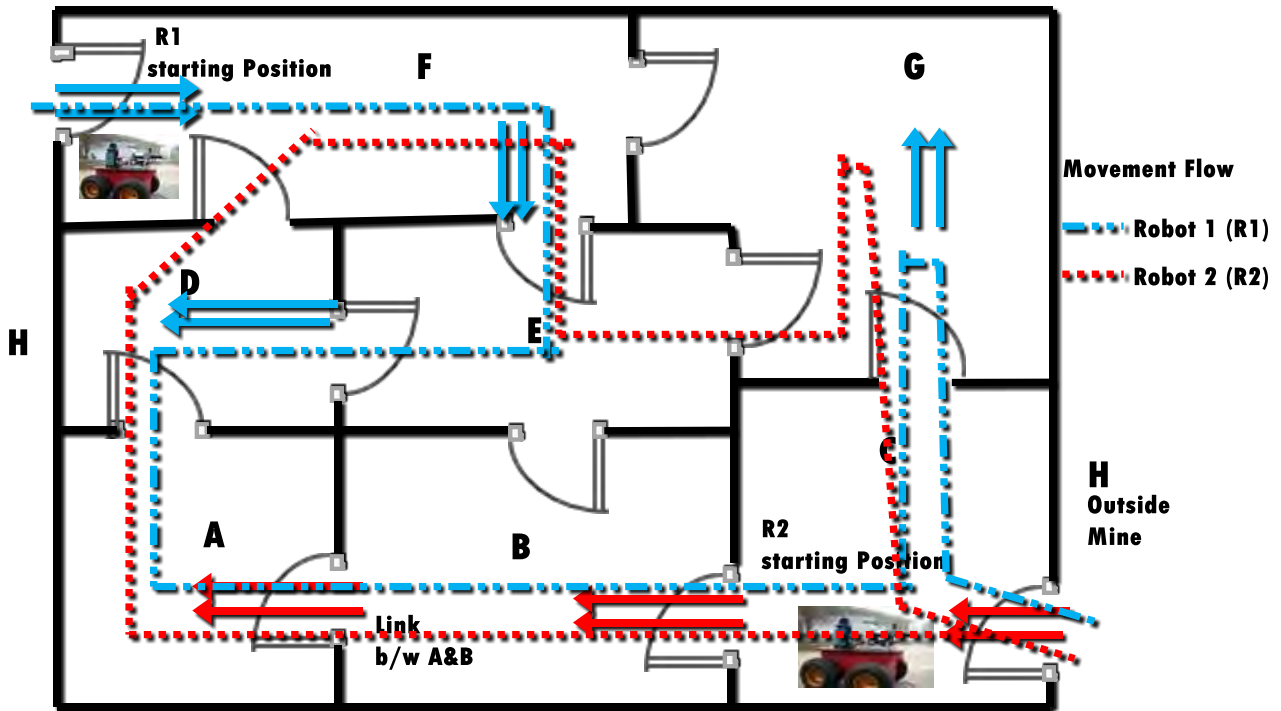 R1
starting Position
F
G
Movement Flow
Robot 1 (R1)
Robot 2 (R2)
D
E
H
C
H
Outside
Mine
A
B
R2
starting Position
Link
b/w A&B